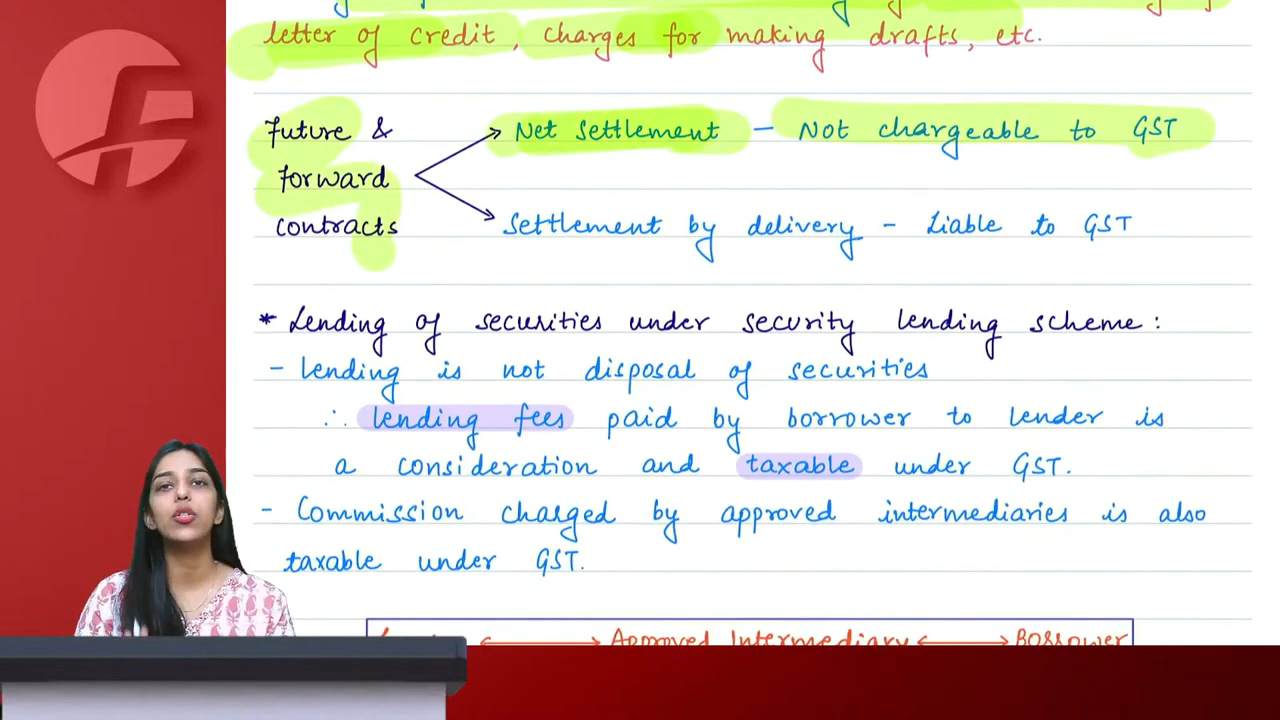 letter of credit, charges for making drafts, etc.
Future &
forward
contracts
Net Settlement - Not chargeable to GST
Settlement by delivery - Liable to GST
* Lending of securities under security lending scheme:
- Lending is not disposal of securities
∴ lending fees paid by borrower to lender is
a consideration and taxable under GST.
- Commission charged by approved intermediaries is also
taxable under GST.
Approved Intermediary
Borrower